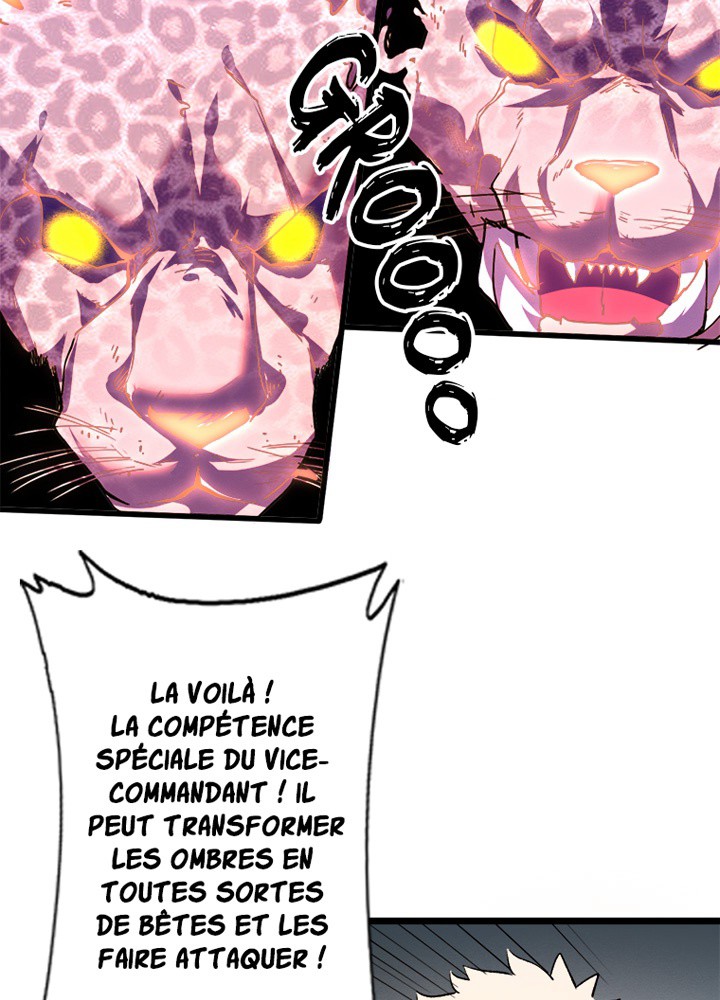 GROOOOO
LA VOILÀ !
LA COMPÉTENCE
SPÉCIALE DU VICE-
COMMANDANT ! IL
PEUT TRANSFORMER
LES OMBRES EN
TOUTES SORTES
DE BÊTES ET LES
FAIRE ATTAQUER !